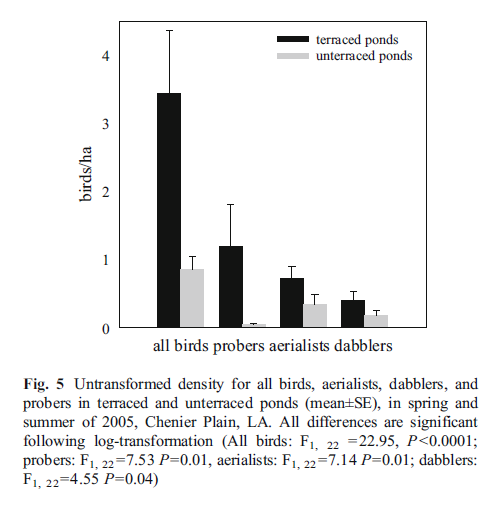 terraced ponds
unterraced ponds
4
3
2
1
0
birds/ha
all birds probers aerialists dabblers
Fig. 5 Untransformed density for all birds, aerialists, dabblers, and
probers in terraced and unterraced ponds (mean±SE), in spring and
summer of 2005, Chenier Plain, LA. All differences are significant
following log-transformation (All birds: F1, 22 =22.95, P<0.0001;
probers: F1, 22=7.53 P=0.01, aerialists: F1, 22=7.14 P=0.01; dabblers:
F1, 22=4.55 P=0.04)